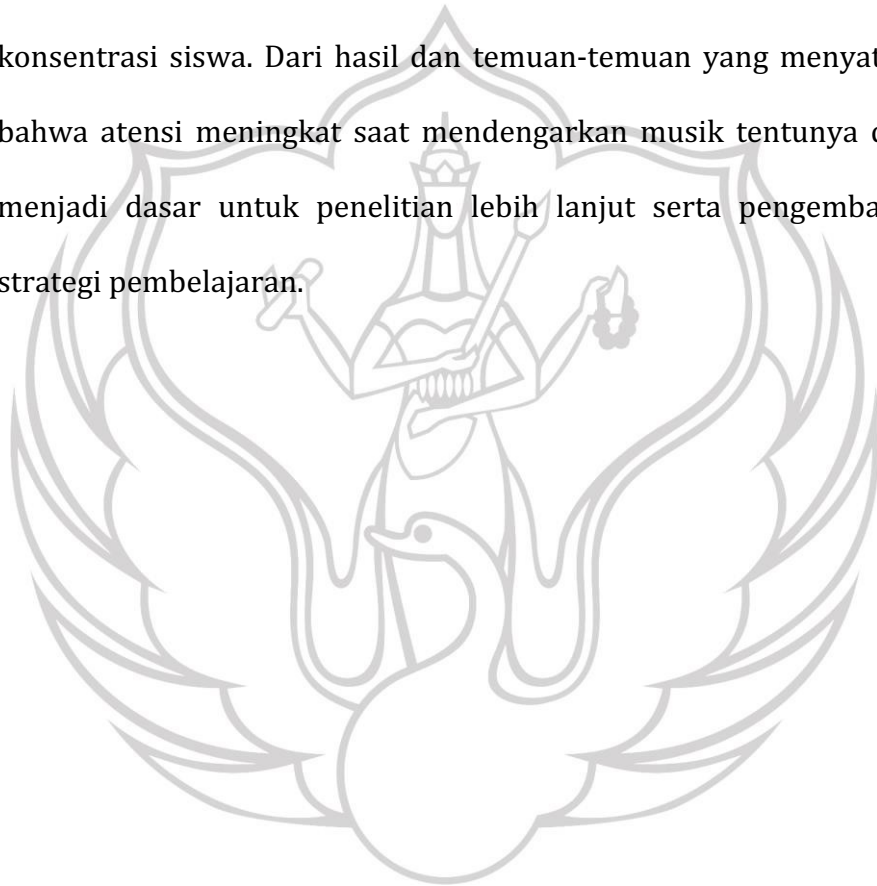 konsentrasi siswa. Dari hasil dan temuan-temuan yang menyat
bahwa atensi meningkat saat mendengarkan musik tentunya
menjadi dasar untuk penelitian lebih lanjut serta pengemba
strategi pembelajaran.